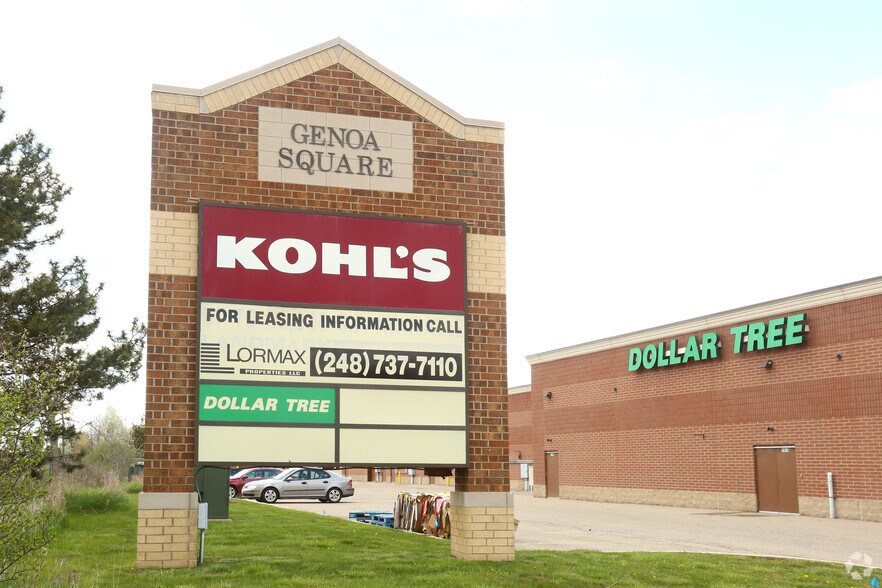 GENOA
SQUARE
KOHL'S
FOR LEASING INFORMATION CALL
LORMAX (248) 737-7110
PROPERTIES LLC
DOLLAR TREE
DOLLAR TREE